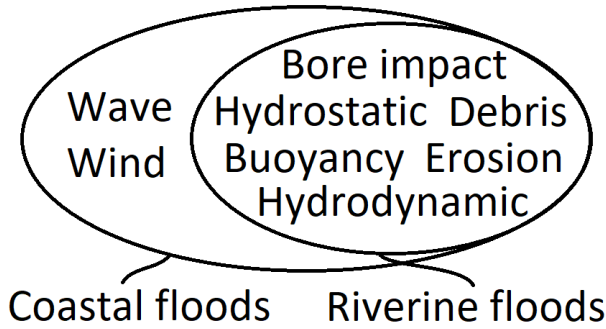 Bore impact
Wave
Hydrostatic Debris
Wind
Buoyancy Erosion
Hydrodynamic
Coastal floods
Riverine floods